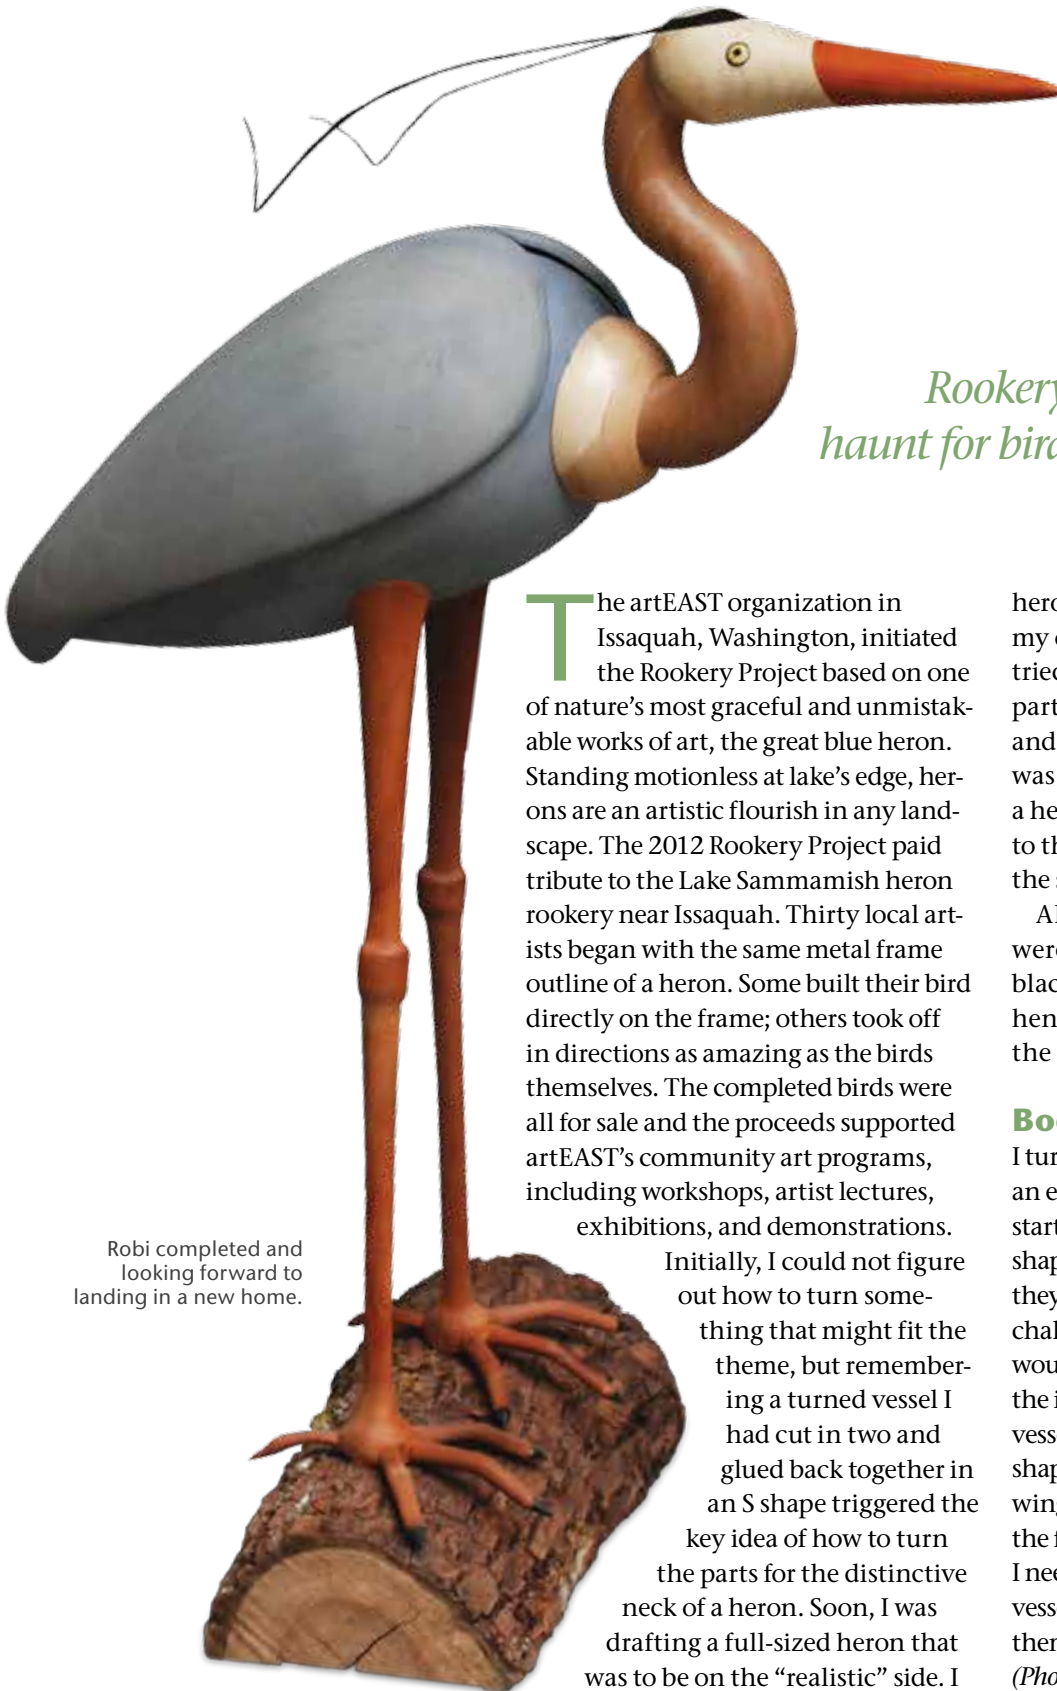 Rookery
haunt for bird
The artEAST organization in
Issaquah, Washington, initiated
the Rookery Project based on one
of nature's most graceful and unmistak-
able works of art, the great blue heron.
Standing motionless at lake's edge, her-
ons are an artistic flourish in any land-
scape. The 2012 Rookery Project paid
tribute to the Lake Sammamish heron
rookery near Issaquah. Thirty local art-
ists began with the same metal frame
outline of a heron. Some built their bird
directly on the frame; others took off
in directions as amazing as the birds
themselves. The completed birds were
all for sale and the proceeds supported
artEAST's community art programs,
including workshops, artist lectures,
exhibitions, and demonstrations.
Initially, I could not figure
out how to turn some-
thing that might fit the
theme, but remember-
ing a turned vessel I
had cut in two and
glued back together in
an S shape triggered the
key idea of how to turn
the parts for the distinctive
neck of a heron. Soon, I was
drafting a full-sized heron that
was to be on the “realistic” side. I
hero
my
tried
part
and
was
a he
to th
the s
Al
were
blac
hen
the
Bo
I tur
an e
start
shap
they
chal
wou
the i
vess
shap
wing
the f
I nee
vess
ther
(Pho
Robi completed and
looking forward to
landing in a new home.